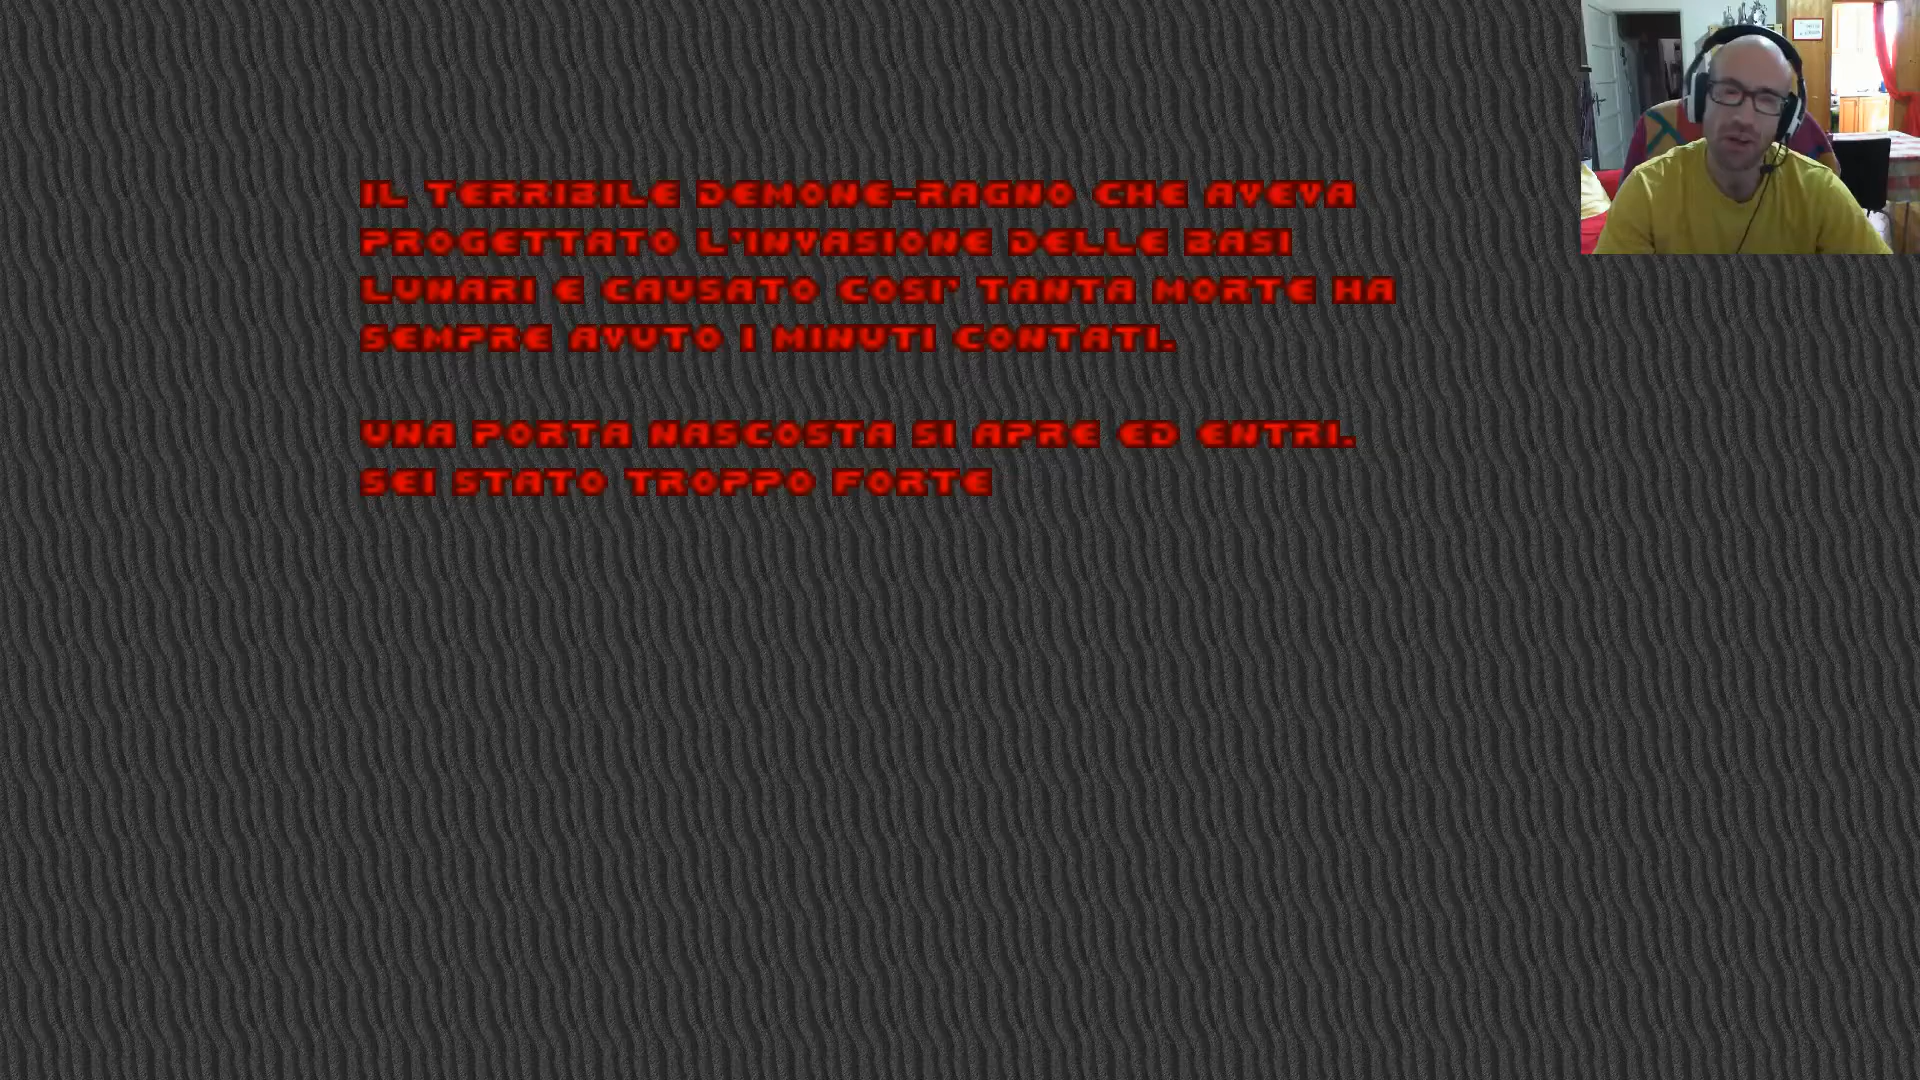 IL TERRIBILE DEMONE-RAGNO CHE AVEVA
PROGETTATO L'INVASIONE DELLE BASI
LUNARI E CAUSATO COSI' TANTA MORTE HA
SEMPRE AVUTO I MINUTI CONTATI.
UNA PORTA NASCOSTA SI APRE ED ENTRI.
SEI STATO TROPPO FORTE